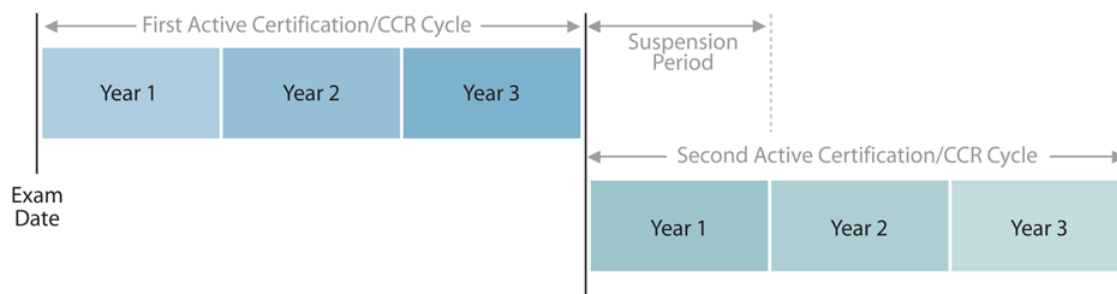 First Active Certification/CCR Cycle
Suspension
Period
Year 1
Year 2
Year 3
Exam
Date
Second Active Certification/CCR Cycle
Year 1
Year 2
Year 3